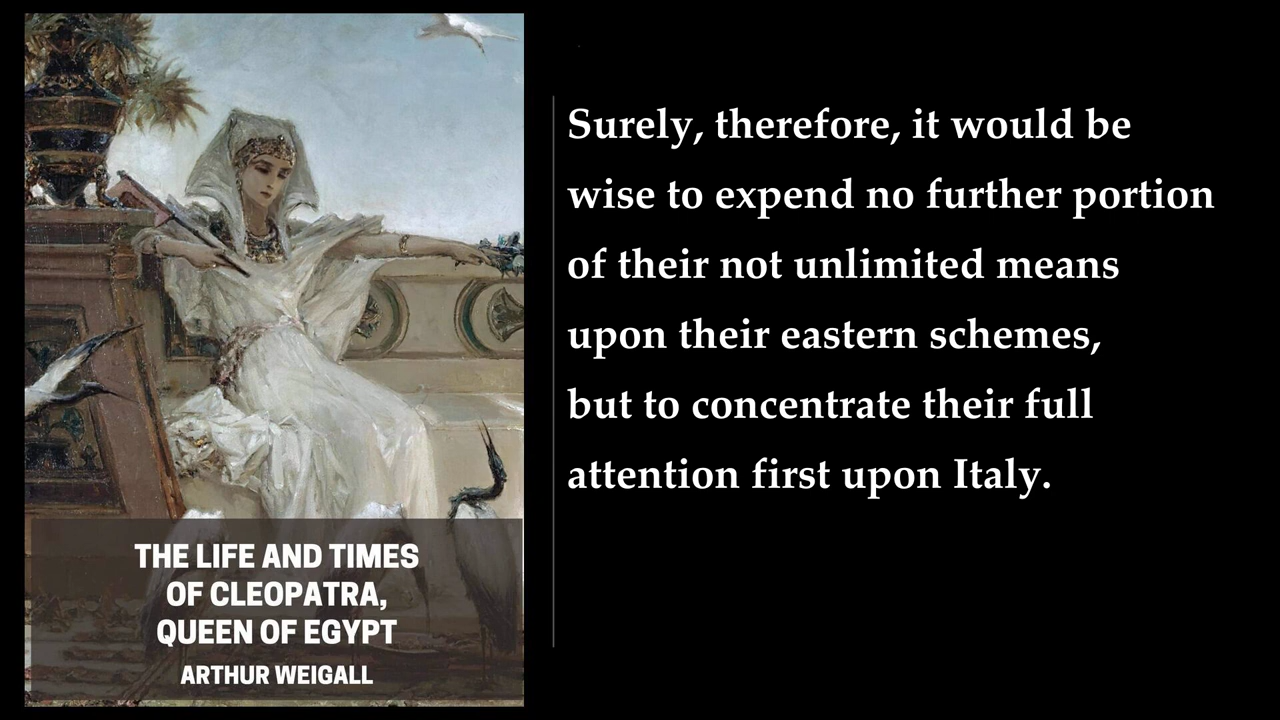 THE LIFE AND TIMES
OF CLEOPATRA,
QUEEN OF EGYPT
ARTHUR WEIGALL
Surely, therefore, it would be
wise to expend no further portion
of their not unlimited means
upon their eastern schemes,
but to concentrate their full
attention first upon Italy.